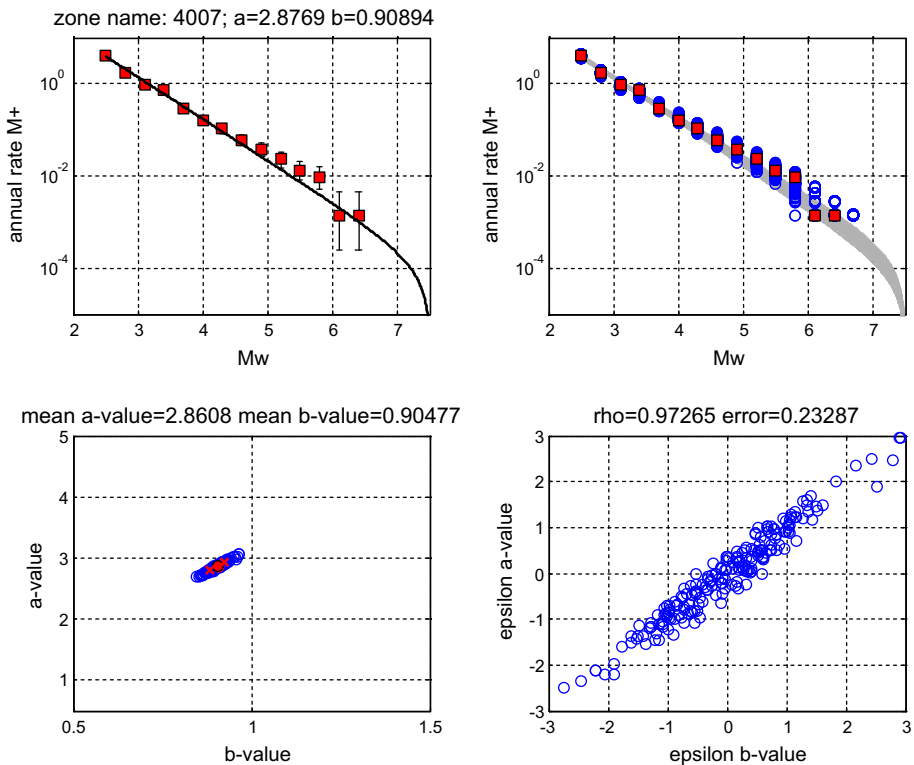 zone name: 4007; a=2.8769 b=0.90894
annual rate M+
10^0
10^-2
10^-4
2 3 4 5 6 7
Mw
annual rate M+
10^0
10^-2
10^-4
2 3 4 5 6 7
Mw
mean a-value=2.8608 mean b-value=0.90477
a-value
5
4
3
2
1
0.5 1 1.5
b-value
rho=0.97265 error=0.23287
epsilon a-value
3
2
1
0
-1
-2
-3
-3 -2 -1 0 1 2 3
epsilon b-value